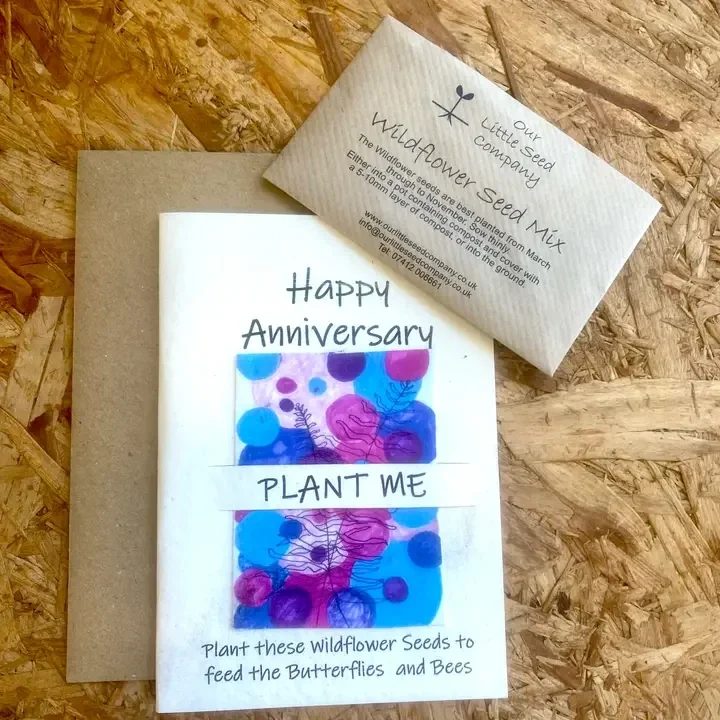 Our
Little Seed
Company
Wildflower Seed Mix
The Wildflower seeds are best planted from March
through to November. Sow thinly.
Either into a pot containing compost and cover with
a 5-10mm layer of compost, or into the ground.
www.ourlittleseedcompany.co.uk
info@ourlittleseedcompany.co.uk
Tel: 07412 006661
Happy
Anniversary
PLANT ME
Plant these Wildflower Seeds to
feed the Butterflies and Bees